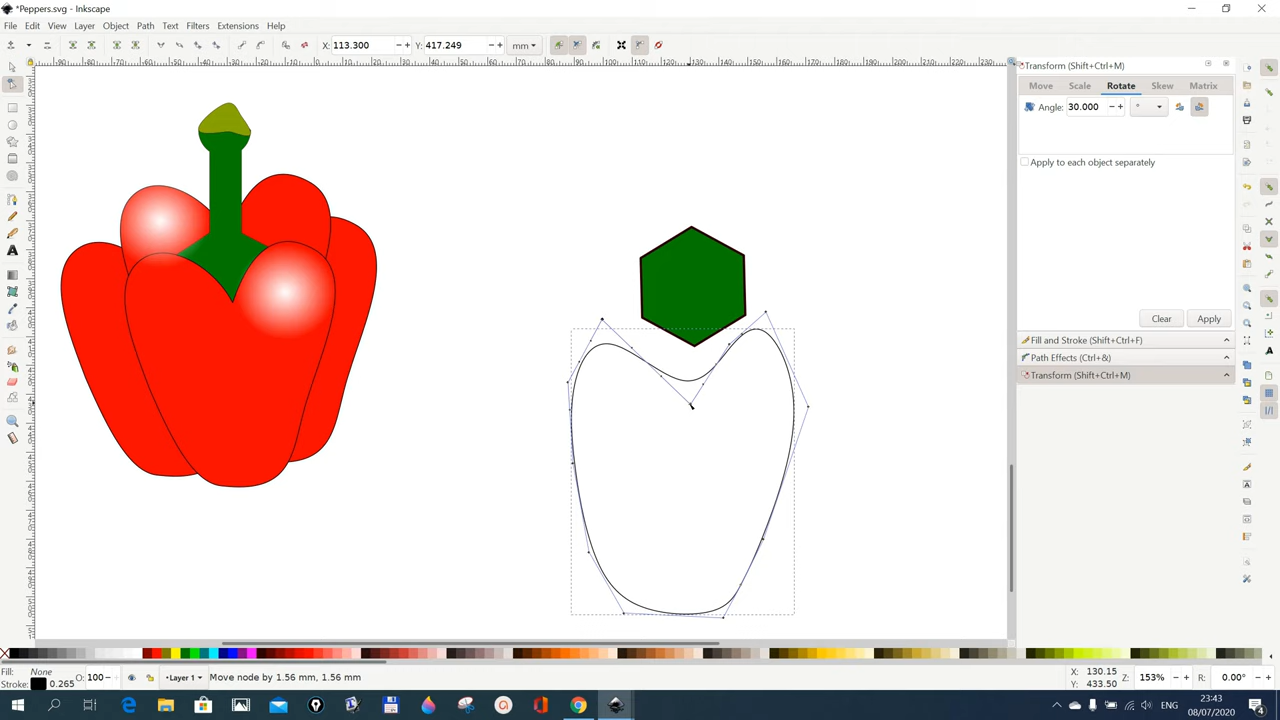 *Peppers.svg - Inkscape
File Edit View Layer Object Path Text Filters Extensions Help
X: 113.300 Y: 417.249 mm
Transform (Shift+Ctrl+M)
Move Scale Rotate Skew Matrix
Angle: 30.000 °
Apply to each object separately
Clear Apply
Fill and Stroke (Shift+Ctrl+F)
Path Effects (Ctrl+&)
Transform (Shift+Ctrl+M)
Fill: None
Stroke: 0.265
O: 100
•Layer 1
Move node by 1.56 mm, 1.56 mm
X: 130.15
Y: 433.50
Z: 153%
R: 0.00°
ENG
23:43
08/07/2020
4